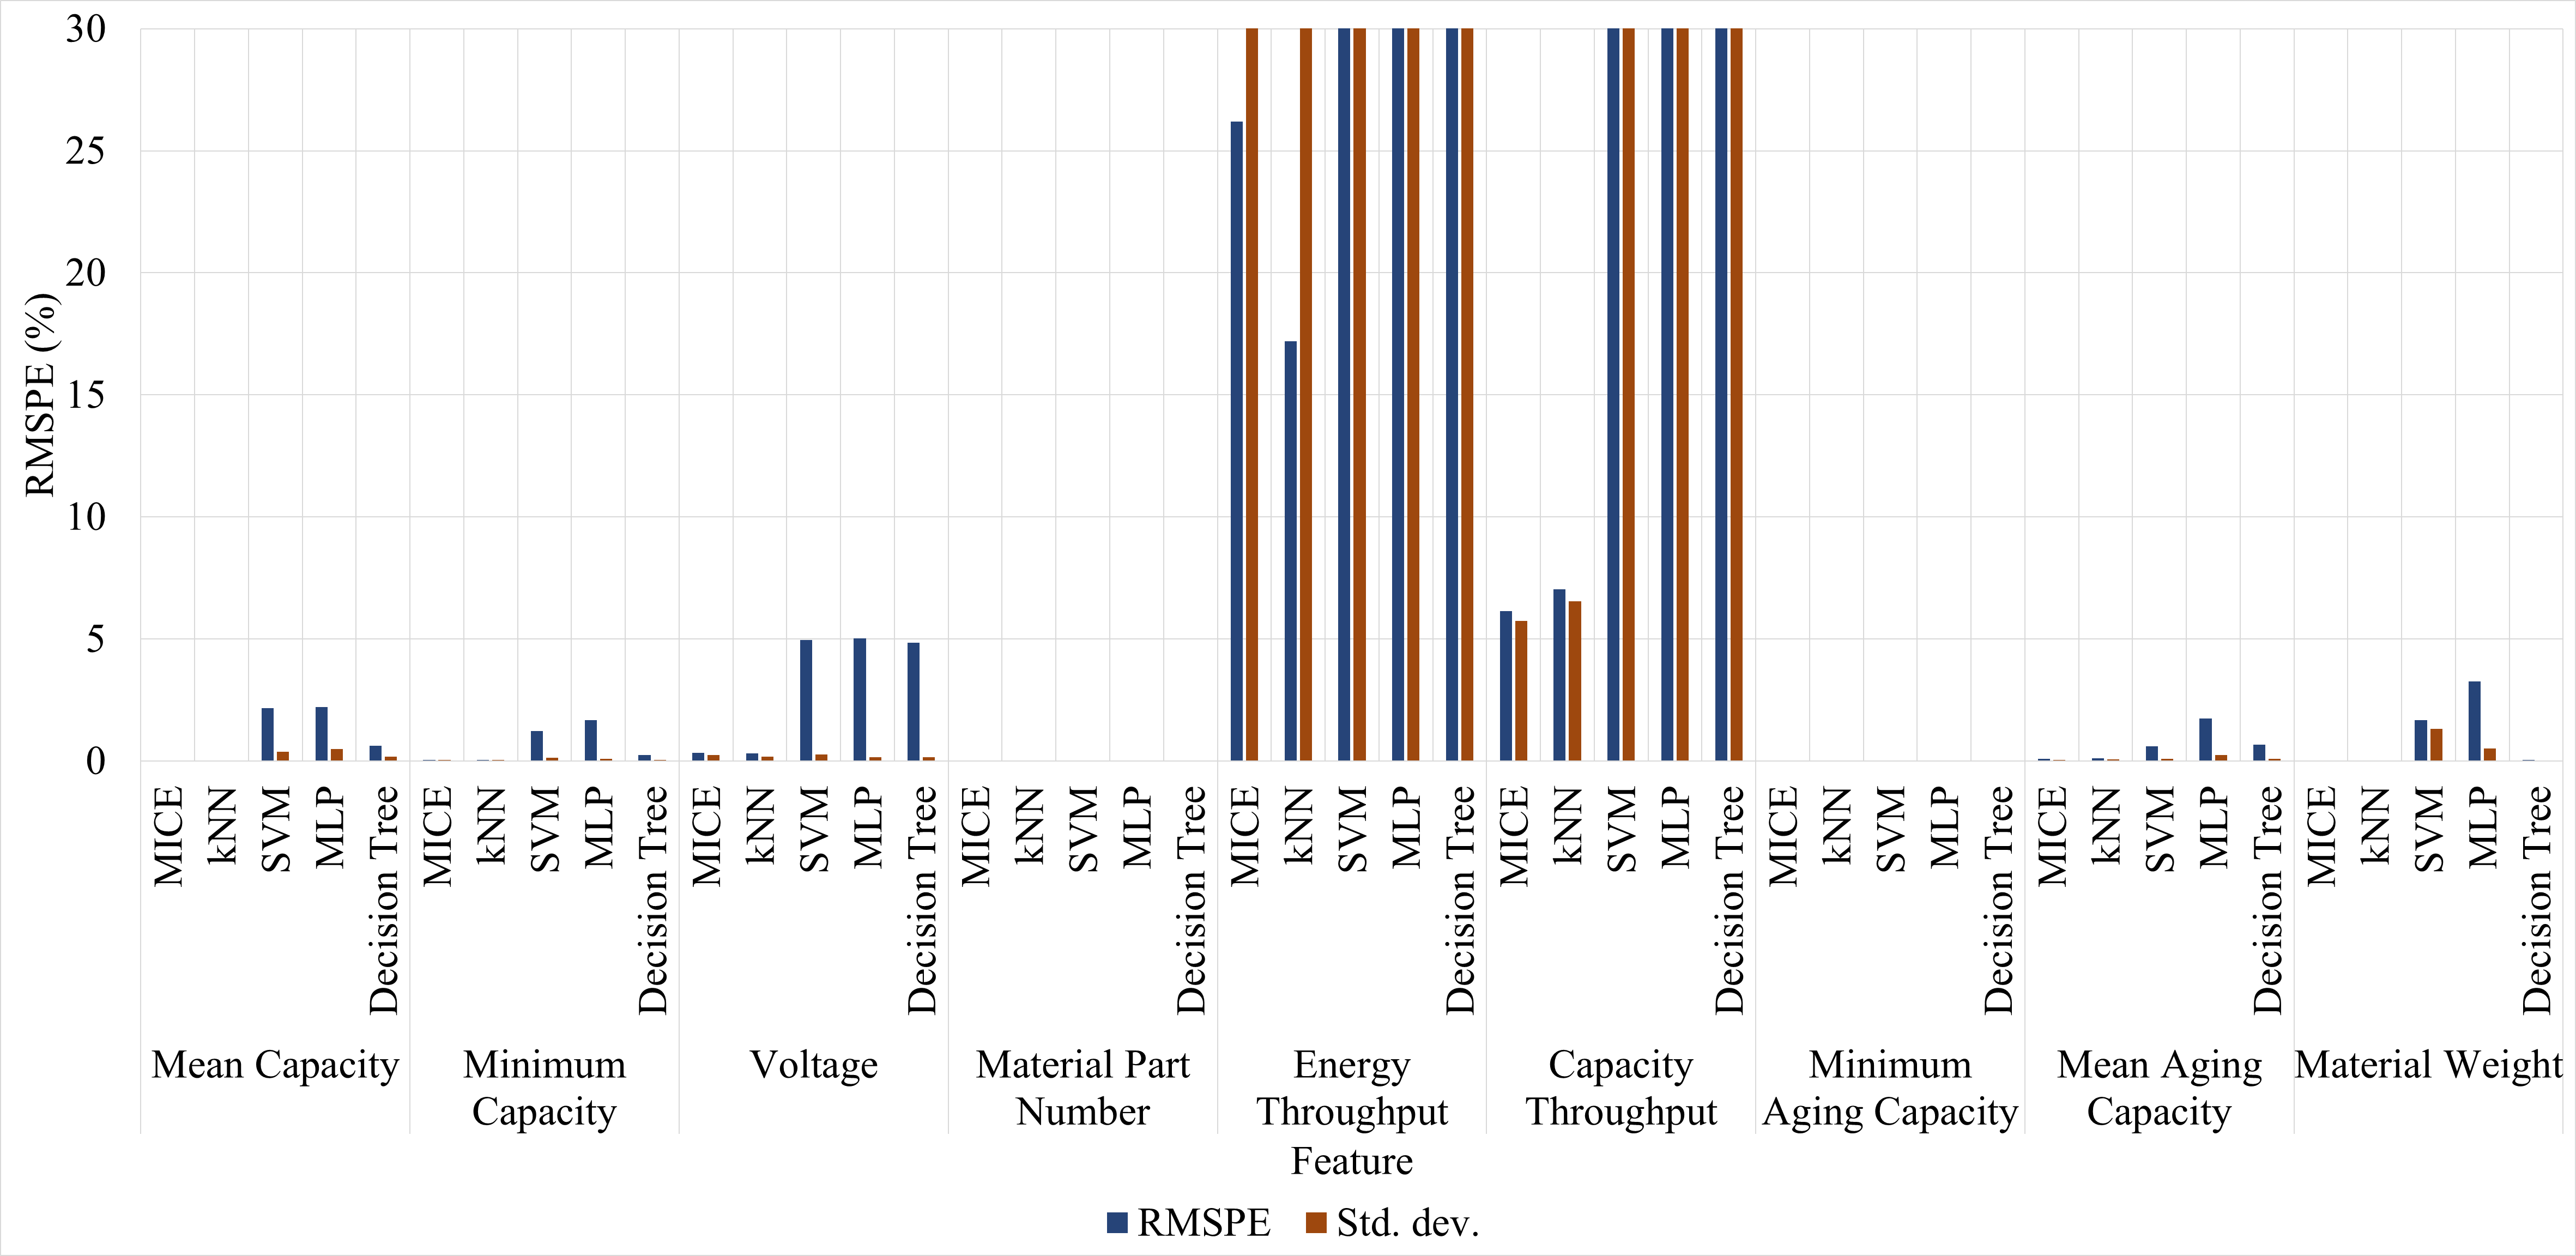 30
25
20
15
10
5
0
RMSPE (%)
MICE
kNN
SVM
MLP
Decision Tree
MICE
kNN
SVM
MLP
Decision Tree
MICE
kNN
SVM
MLP
Decision Tree
MICE
kNN
SVM
MLP
Decision Tree
MICE
kNN
SVM
MLP
Decision Tree
MICE
kNN
SVM
MLP
Decision Tree
MICE
kNN
SVM
MLP
Decision Tree
MICE
kNN
SVM
MLP
Decision Tree
MICE
kNN
SVM
MLP
Decision Tree
Mean Capacity
Minimum
Capacity
Voltage
Material Part
Number
Energy
Throughput
Capacity
Throughput
Minimum
Aging Capacity
Mean Aging
Capacity
Material Weight
Feature
RMSPE
Std. dev.